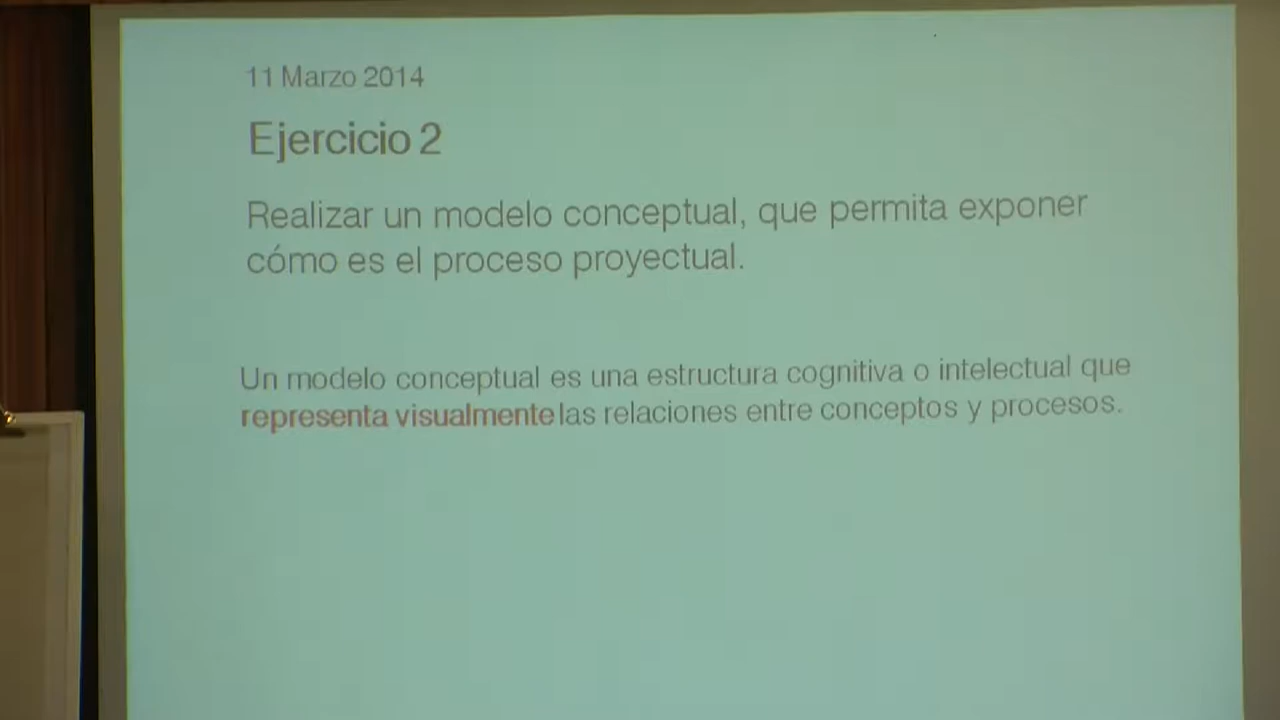 11 Marzo 2014
Ejercicio 2
Realizar un modelo conceptual, que permita exponer
cómo es el proceso proyectual.
Un modelo conceptual es una estructura cognitiva o intelectual que
representa visualmente las relaciones entre conceptos y procesos.